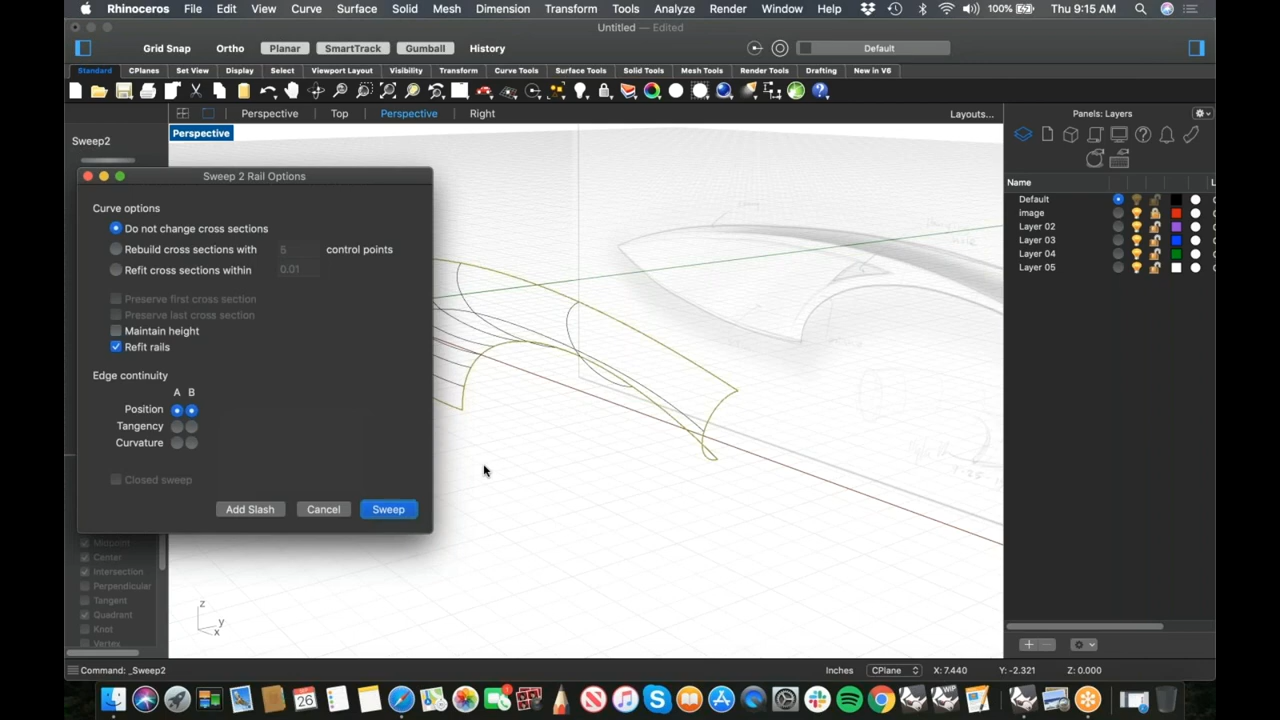 Rhinoceros File Edit View Curve Surface Solid Mesh Dimension Transform Tools Analyze Render Window Help 100% Thu 9:15 AM
Untitled — Edited
Grid Snap Ortho Planar SmartTrack Gumball History Default
Standard CPlanes Set View Display Select Viewport Layout Visibility Transform Curve Tools Surface Tools Solid Tools Mesh Tools Render Tools Drafting New in V6
Perspective Top Perspective Right Layouts... Panels: Layers
Perspective
Sweep2
Sweep 2 Rail Options
Curve options
Do not change cross sections
Rebuild cross sections with 5 control points
Refit cross sections within 0.01
Preserve first cross section
Preserve last cross section
Maintain height
Refit rails
Edge continuity
A B
Position
Tangency
Curvature
Closed sweep
Add Slash Cancel Sweep
Midpoint
Center
Intersection
Perpendicular
Tangent
Quadrant
Knot
Vertex
Name L
Default
image
Layer 02
Layer 03
Layer 04
Layer 05
z
y
x
Command: _Sweep2 Inches CPlane X: 7.440 Y: -2.321 Z: 0.000